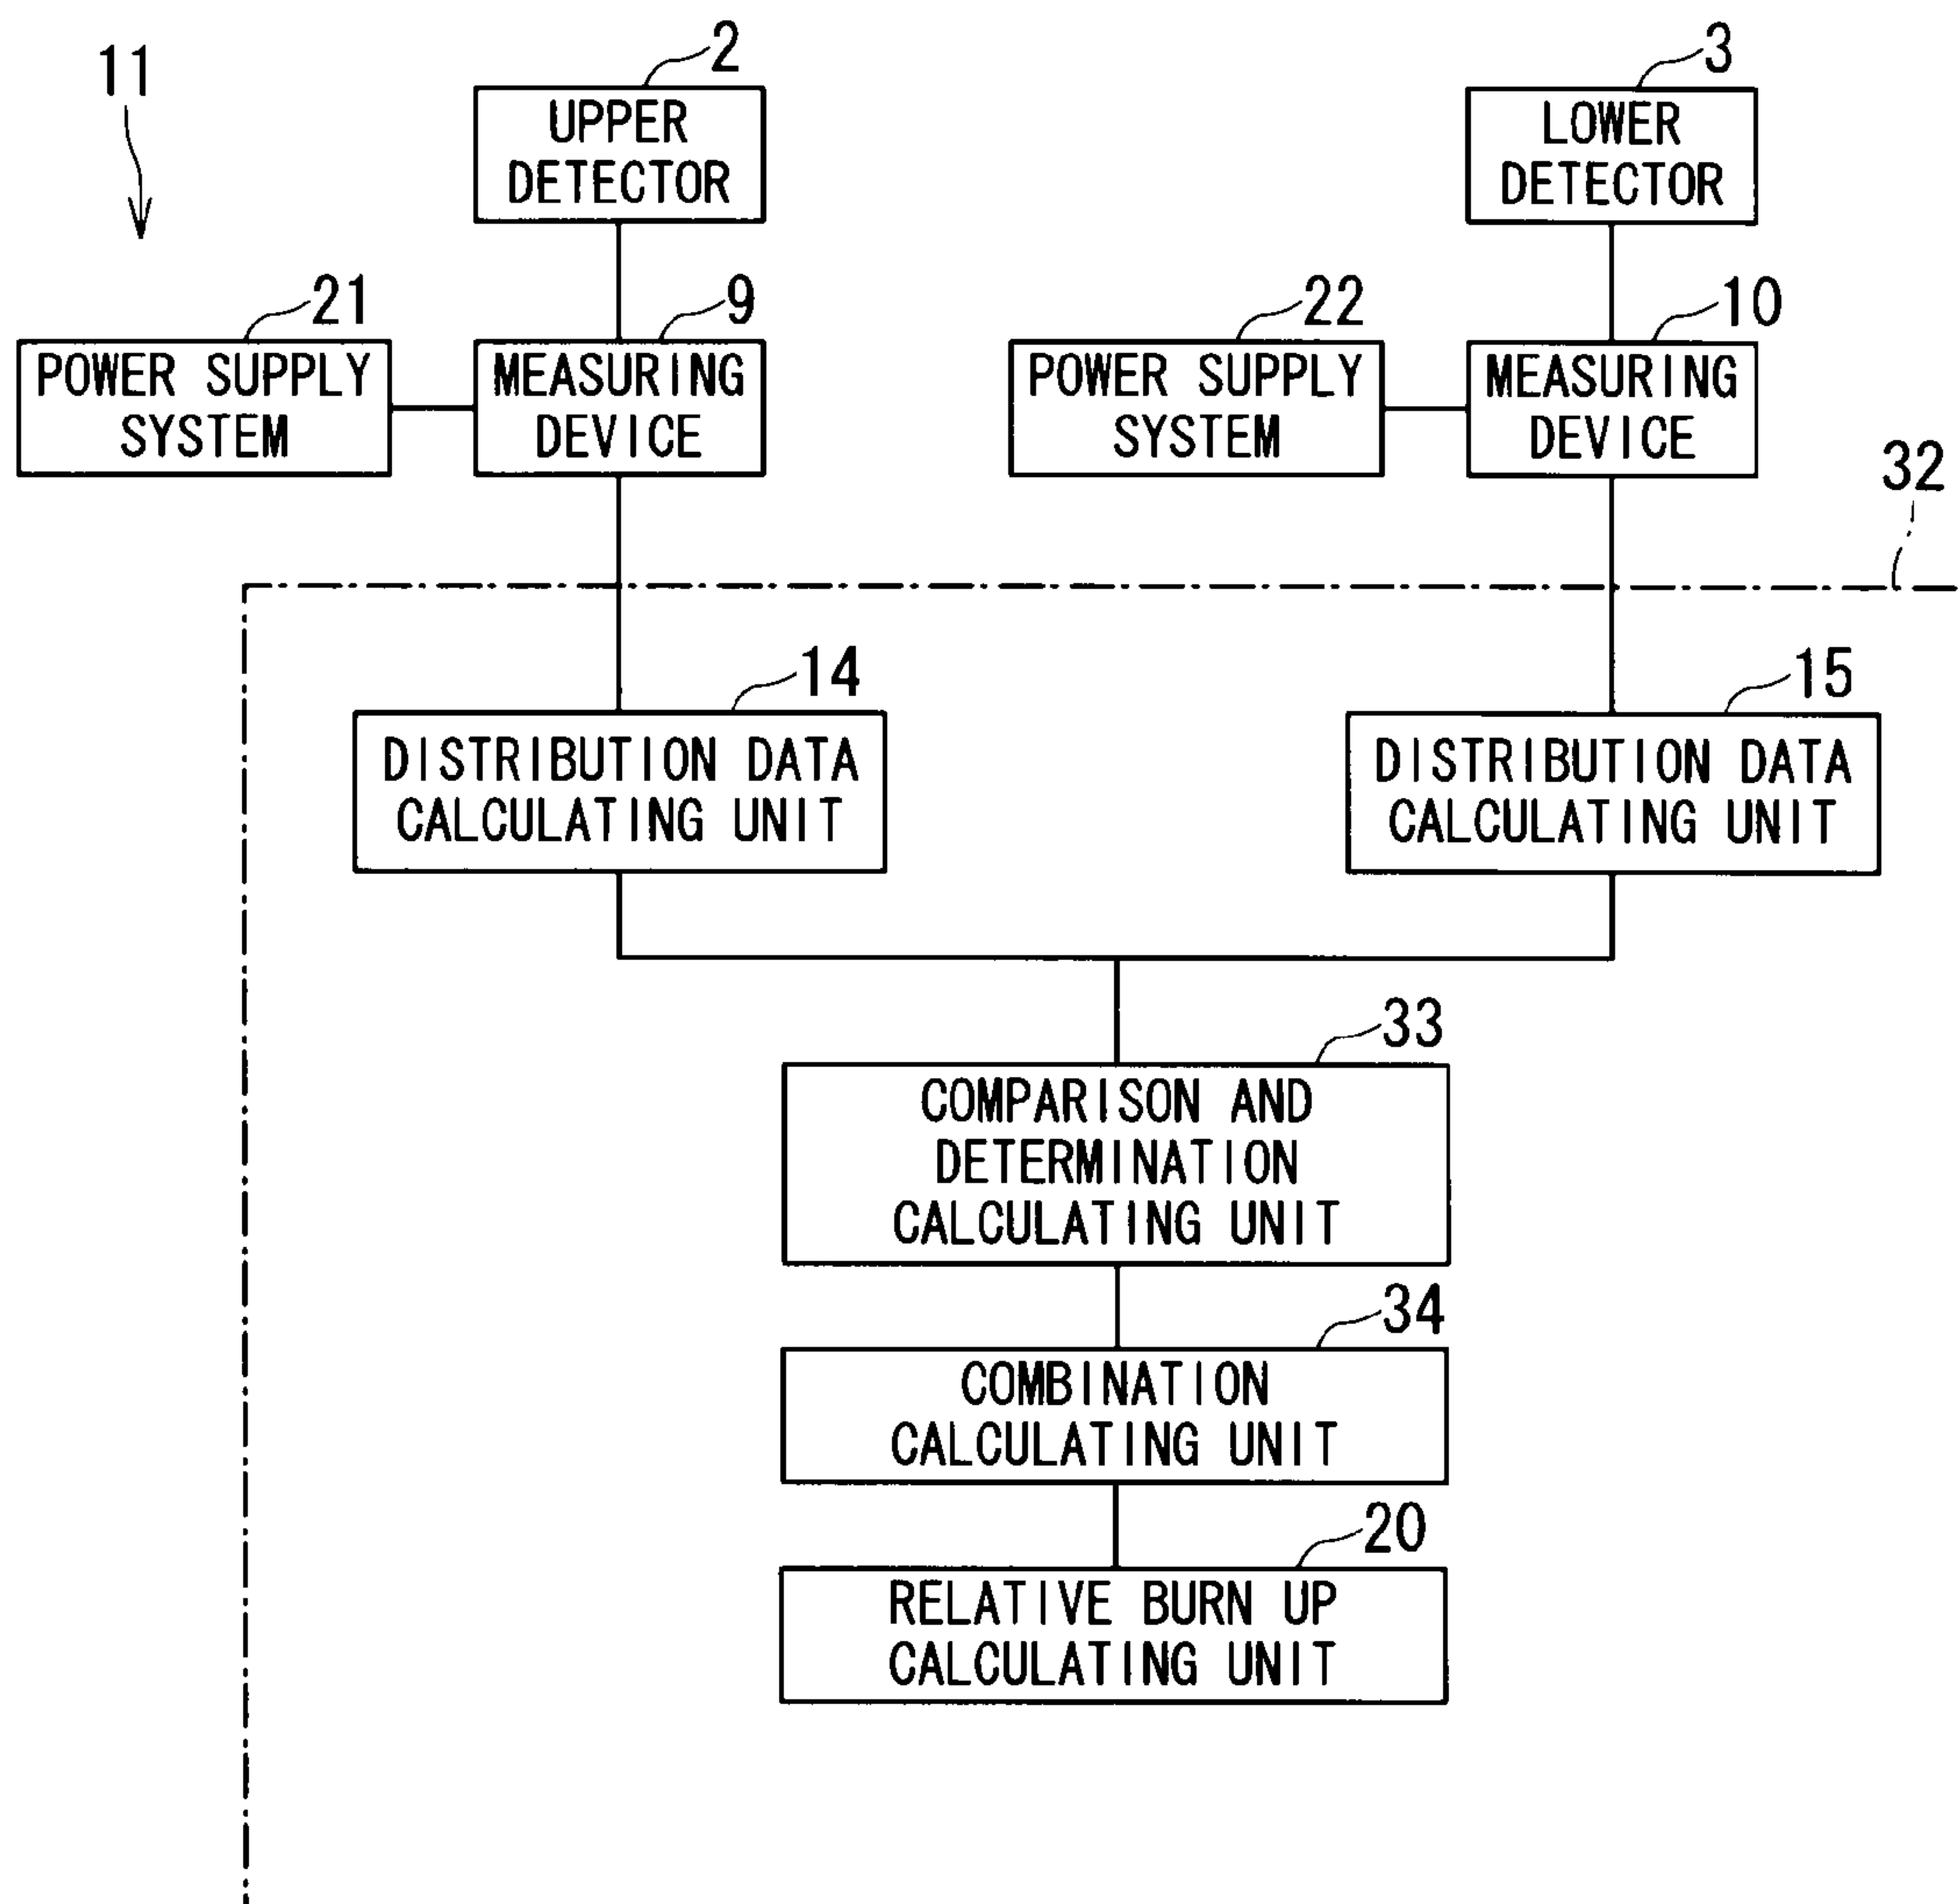 11
2
UPPER
DETECTOR
3
LOWER
DETECTOR
21
POWER SUPPLY
SYSTEM
9
MEASURING
DEVICE
22
POWER SUPPLY
SYSTEM
10
MEASURING
DEVICE
32
14
DISTRIBUTION DATA
CALCULATING UNIT
15
DISTRIBUTION DATA
CALCULATING UNIT
33
COMPARISON AND
DETERMINATION
CALCULATING UNIT
34
COMBINATION
CALCULATING UNIT
20
RELATIVE BURN UP
CALCULATING UNIT